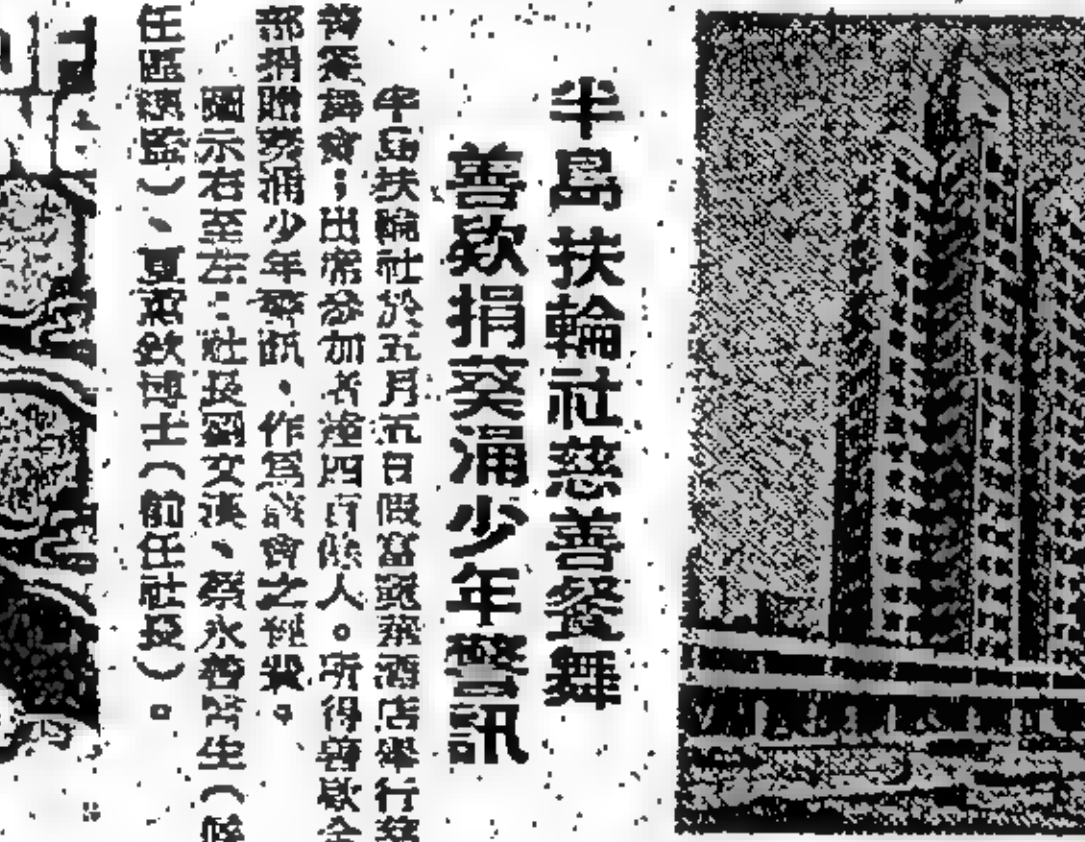 半島扶輪社慈善餐舞
善款捐葵涌少年警訊
半島扶輪社於五月五日假富麗華酒店舉行慈
善餐舞會；出席參加者達四百餘人。所得善款全
部捐贈葵涌少年警訊、作為該會之經費。
圖示右至左：社長劉文漢、蔡永善醫生（
任區總監）、夏 博士（前任社長）。